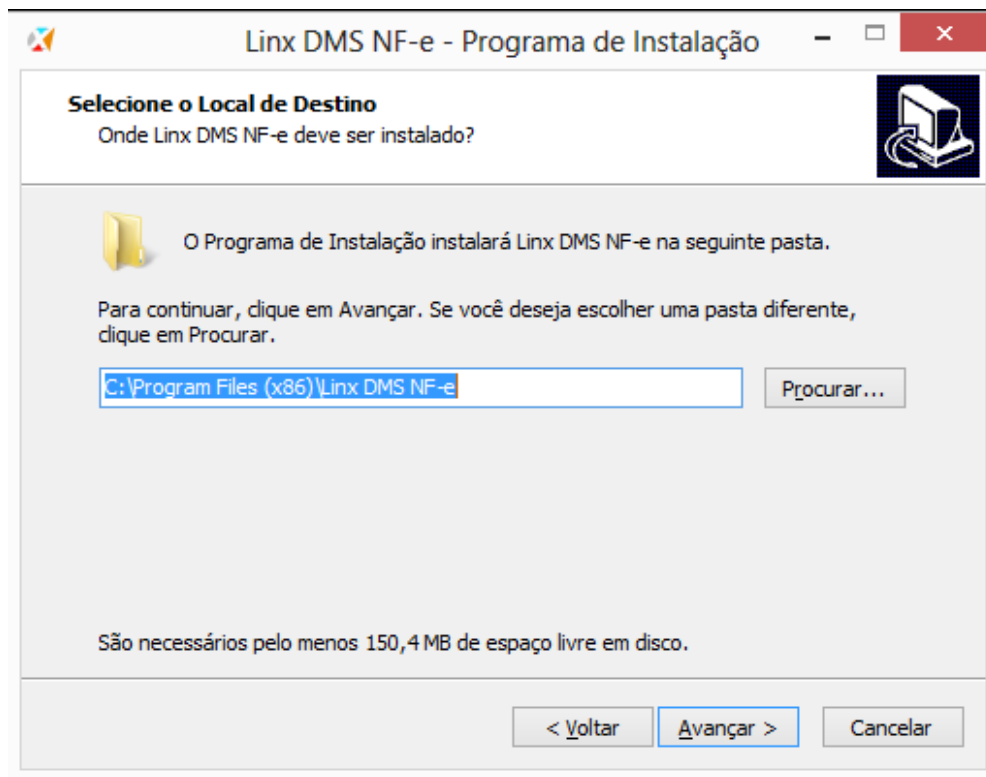 Linx DMS NF-e - Programa de Instalação
Selecione o Local de Destino
Onde Linx DMS NF-e deve ser instalado?
O Programa de Instalação instalará Linx DMS NF-e na seguinte pasta.
Para continuar, clique em Avançar. Se você deseja escolher uma pasta diferente,
clique em Procurar.
C:\Program Files (x86)\Linx DMS NF-e
Procurar...
São necessários pelo menos 150,4 MB de espaço livre em disco.
< Voltar
Avançar >
Cancelar